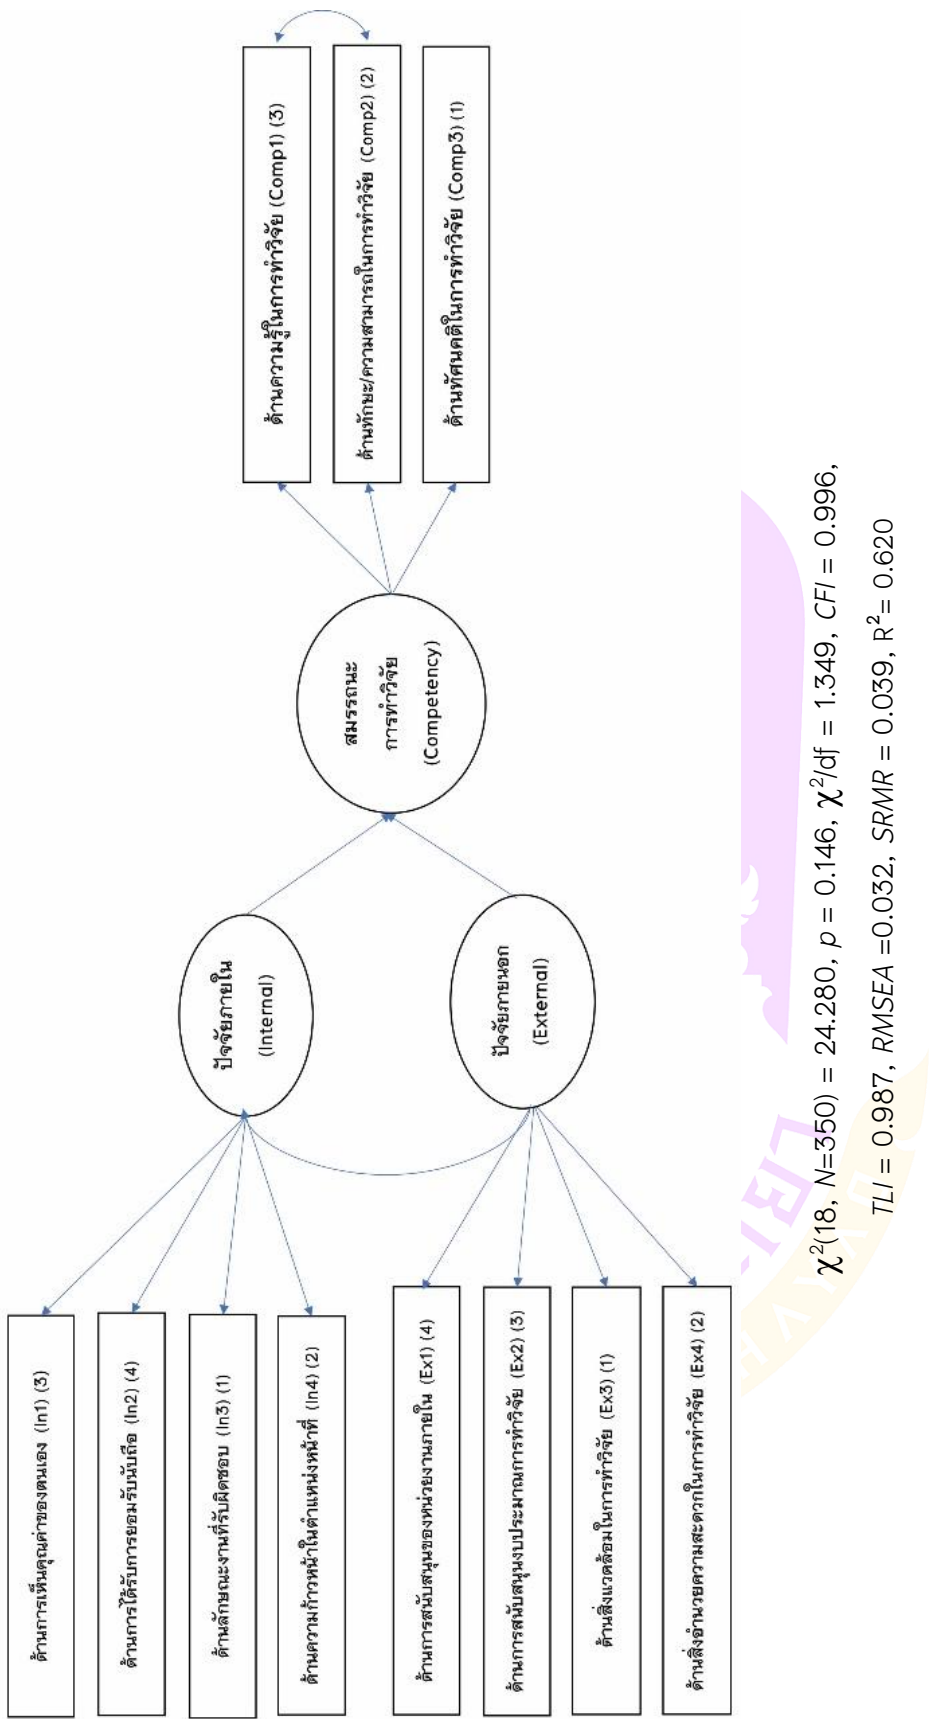 ด้านการเห็นคุณค่าของตนเอง (In1) (3)
ด้านการได้รับการยอมรับนับถือ (In2) (4)
ด้านลักษณะงานที่รับผิดชอบ (In3) (1)
ด้านความก้าวหน้าในตำแหน่งหน้าที่ (In4) (2)
ด้านการสนับสนุนของหน่วยงานภายใน (Ex1) (4)
ด้านการสนับสนุนงบประมาณการทำวิจัย (Ex2) (3)
ด้านสิ่งแวดล้อมในการทำวิจัย (Ex3) (1)
ด้านสิ่งอำนวยความสะดวกในการทำวิจัย (Ex4) (2)
ปัจจัยภายใน
(Internal)
ปัจจัยภายนอก
(External)
สมรรถนะ
การทำวิจัย
(Competency)
ด้านความรู้ในการทำวิจัย (Comp1) (3)
ด้านทักษะ/ความสามารถในการทำวิจัย (Comp2) (2)
ด้านทัศนคติในการทำวิจัย (Comp3) (1)
χ²(18, N=350) = 24.280, p = 0.146, χ²/df = 1.349, CFI = 0.996,
TLI = 0.987, RMSEA =0.032, SRMR = 0.039, R²= 0.620